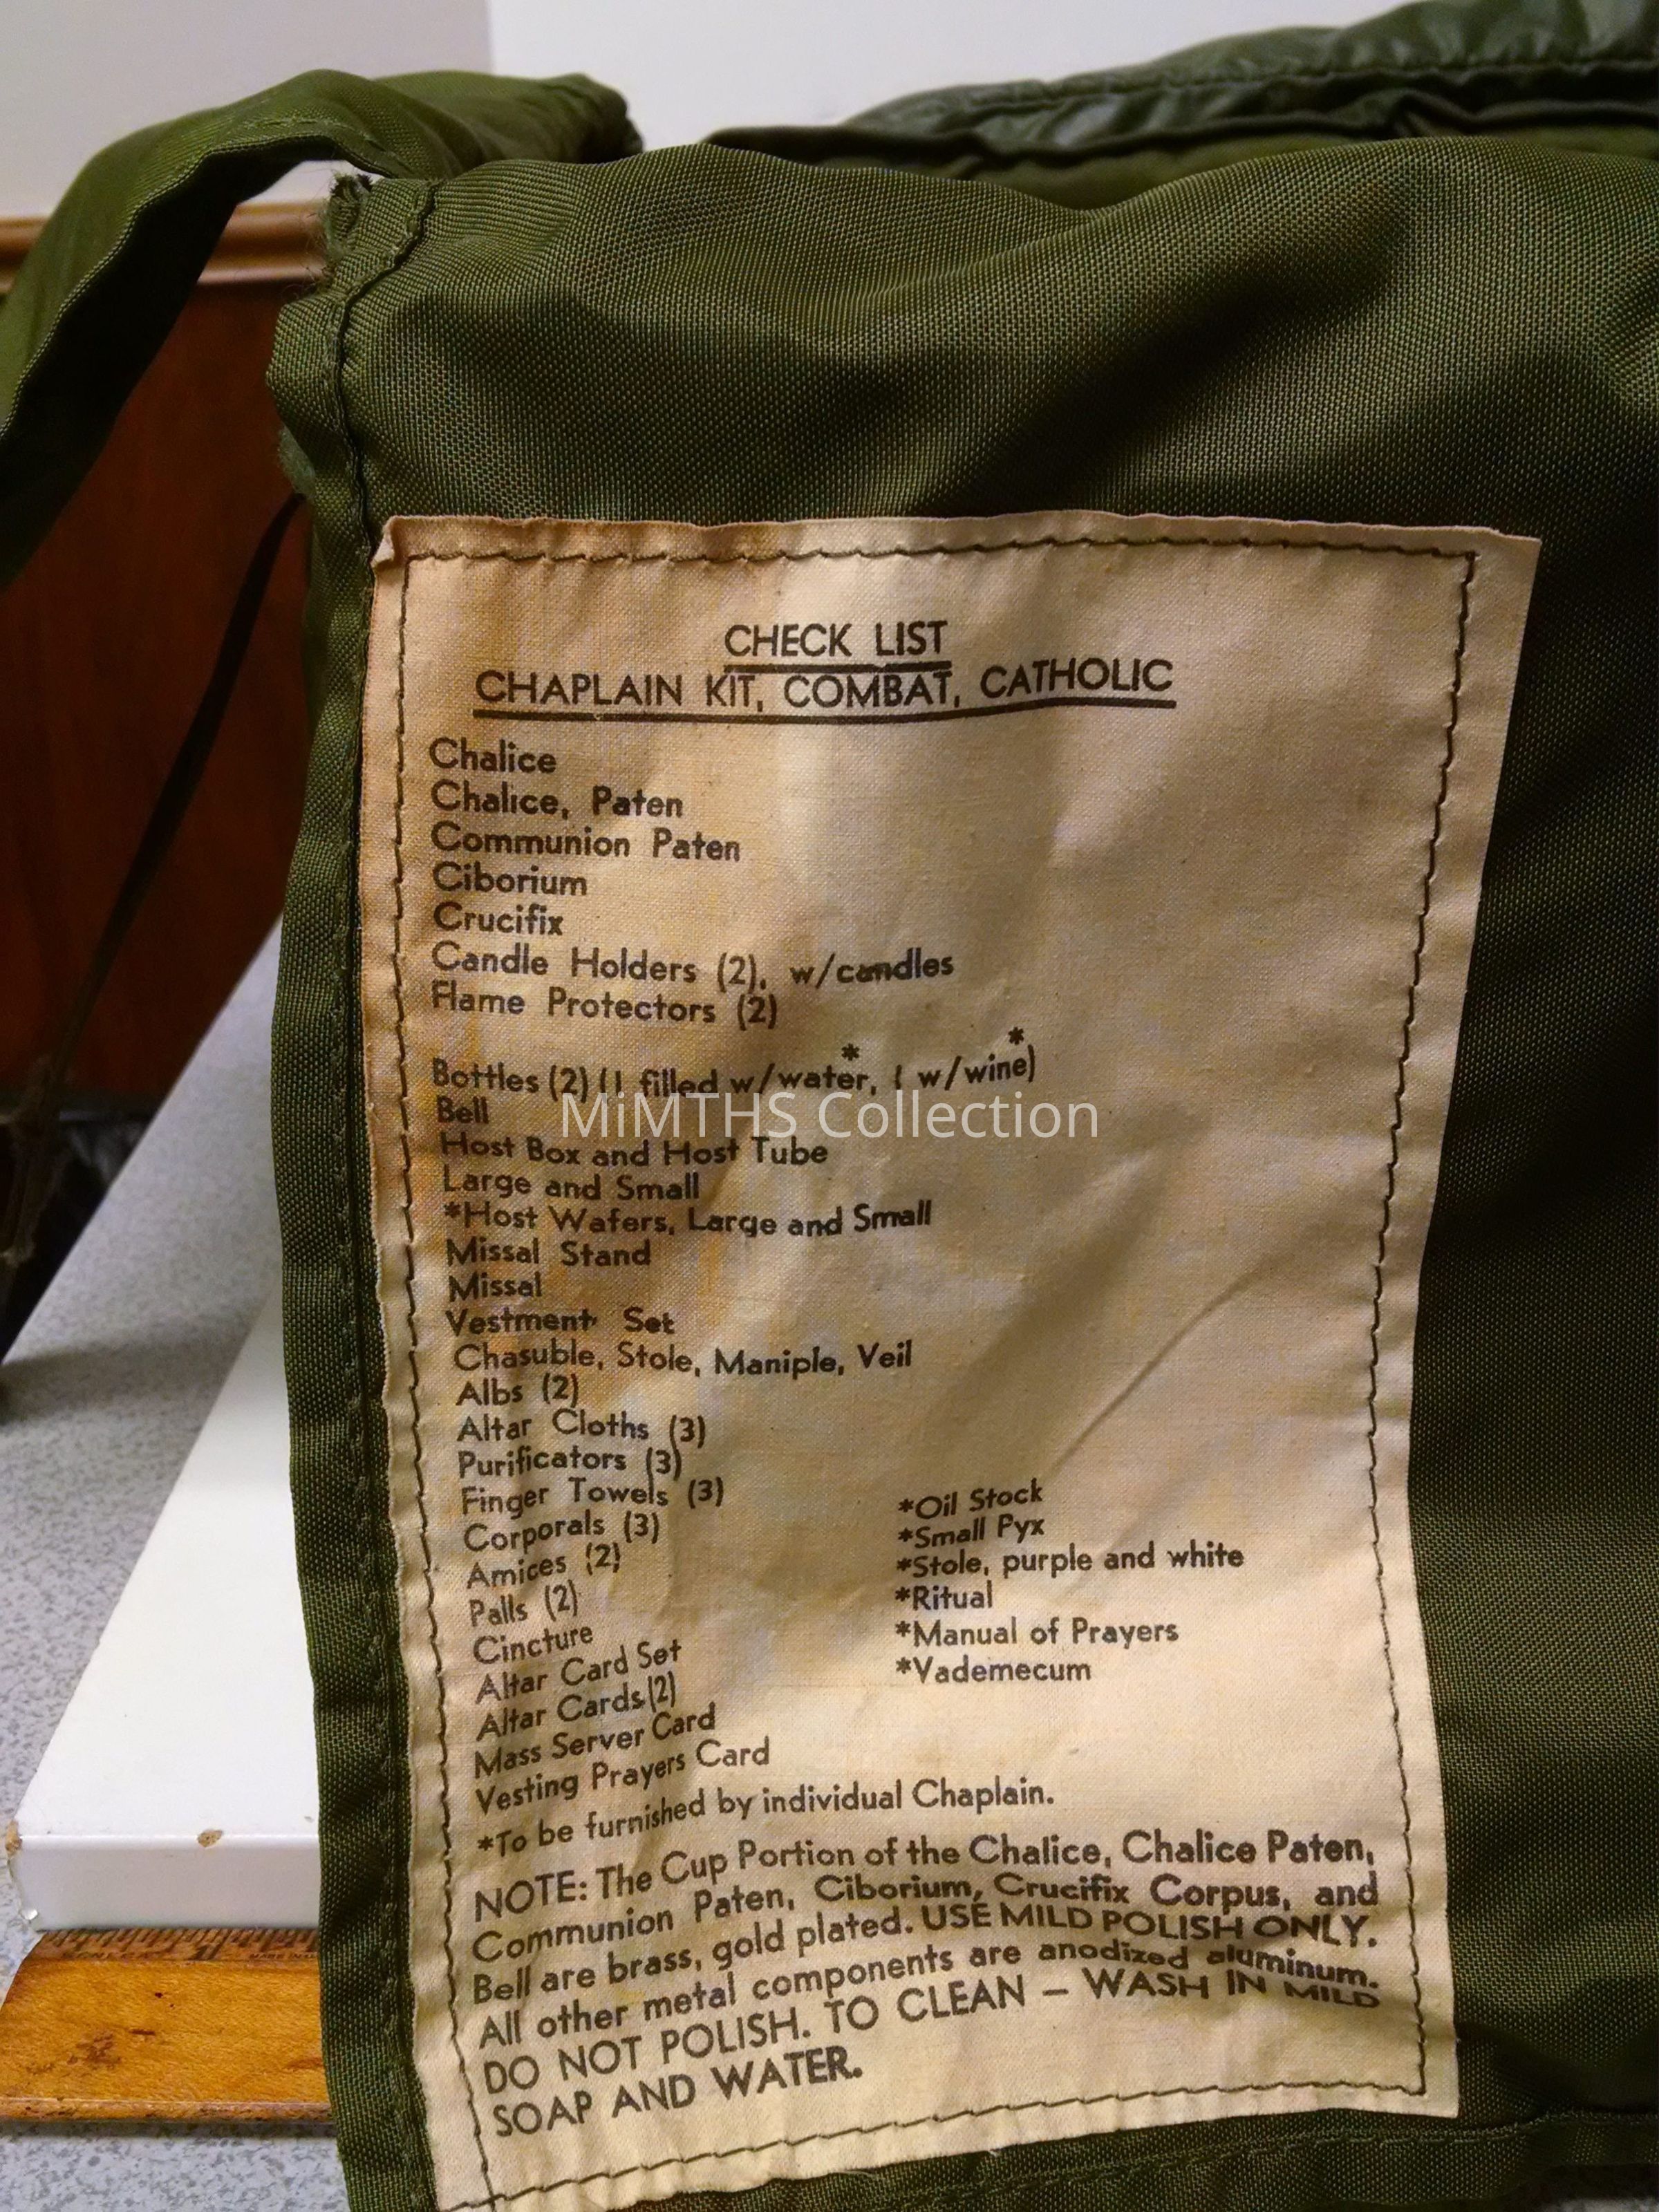 CHECK LIST
CHAPLAIN KIT, COMBAT, CATHOLIC
Chalice
Chalice, Paten
Communion Paten
Ciborium
Crucifix
Candle Holders (2), w/candles
Flame Protectors (2)
Bottles (2) (1 filled w/water*, 1 w/wine*)
MiMTHS Collection
Bell
Host Box and Host Tube
Large and Small
*Host Wafers, Large and Small
Missal Stand
Missal
Vestment Set
Chasuble, Stole, Maniple, Veil
Albs (2)
Altar Cloths (3)
Purificators (3)
Finger Towels (3)
Corporals (3)
Amices (2)
Palls (2)
Cincture
Altar Card Set
Altar Cards (2)
Mass Server Card
Vesting Prayers Card
*Oil Stock
*Small Pyx
*Stole, purple and white
*Ritual
*Manual of Prayers
*Vademecum
*To be furnished by individual Chaplain.
NOTE: The Cup Portion of the Chalice, Chalice Paten,
Communion Paten, Ciborium, Crucifix Corpus, and
Bell are brass, gold plated. USE MILD POLISH ONLY.
All other metal components are anodized aluminum.
DO NOT POLISH. TO CLEAN – WASH IN MILD
SOAP AND WATER.